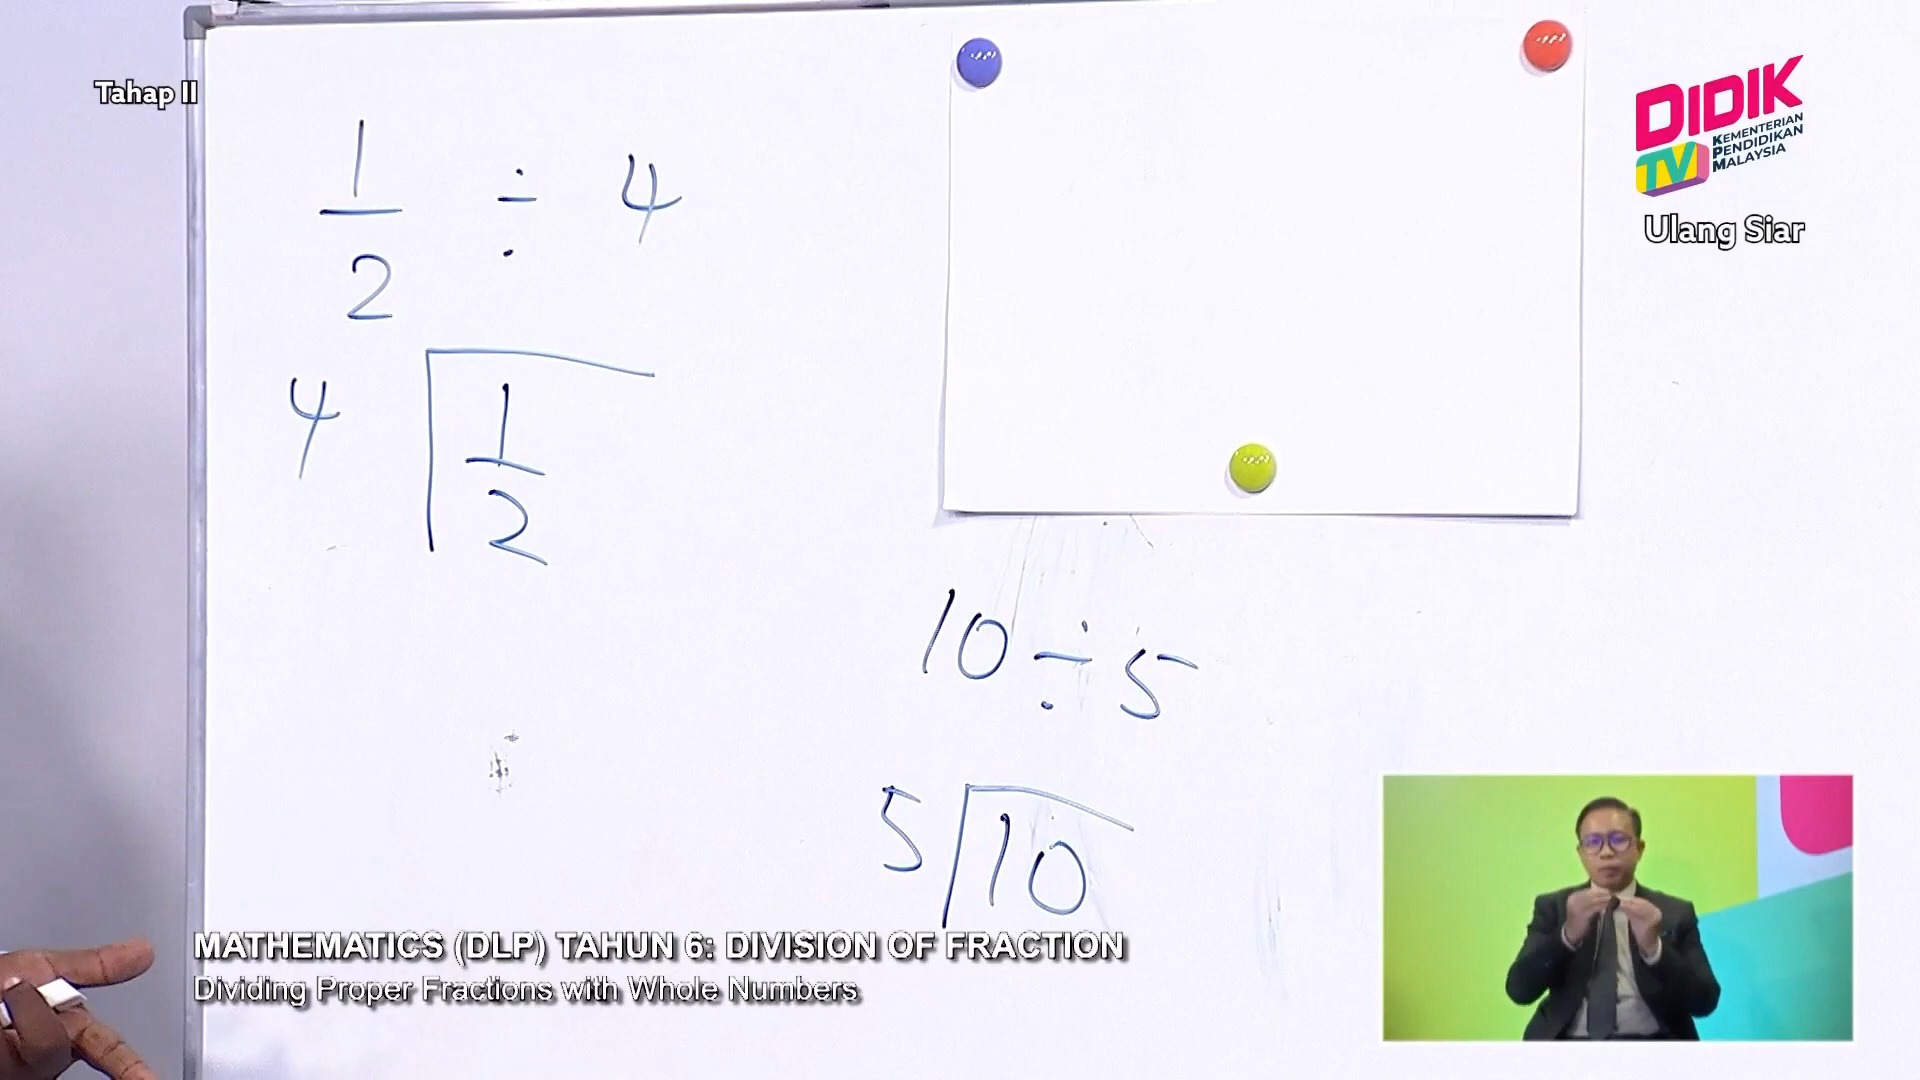 Tahap II
1
2
÷ 4
4
1
2
10 ÷ 5
5
10
DIDIK
TV
KEMENTERIAN
PENDIDIKAN
MALAYSIA
Ulang Siar
MATHEMATICS (DLP) TAHUN 6: DIVISION OF FRACTION
Dividing Proper Fractions with Whole Numbers